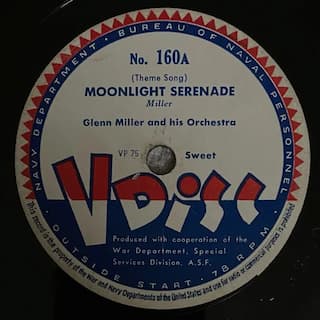 NAVY DEPARTMENT · BUREAU OF NAVAL PERSONNEL
No. 160A
(Theme Song)
MOONLIGHT SERENADE
Miller
Glenn Miller and his Orchestra
VP 75 Sweet
V Disc
Produced with cooperation of the
War Department, Special
Services Division, A.S.F.
OUTSIDE START - 78 RPM
This record is the property of the War and Navy Departments of the United States and use for radio or commercial purposes is prohibited